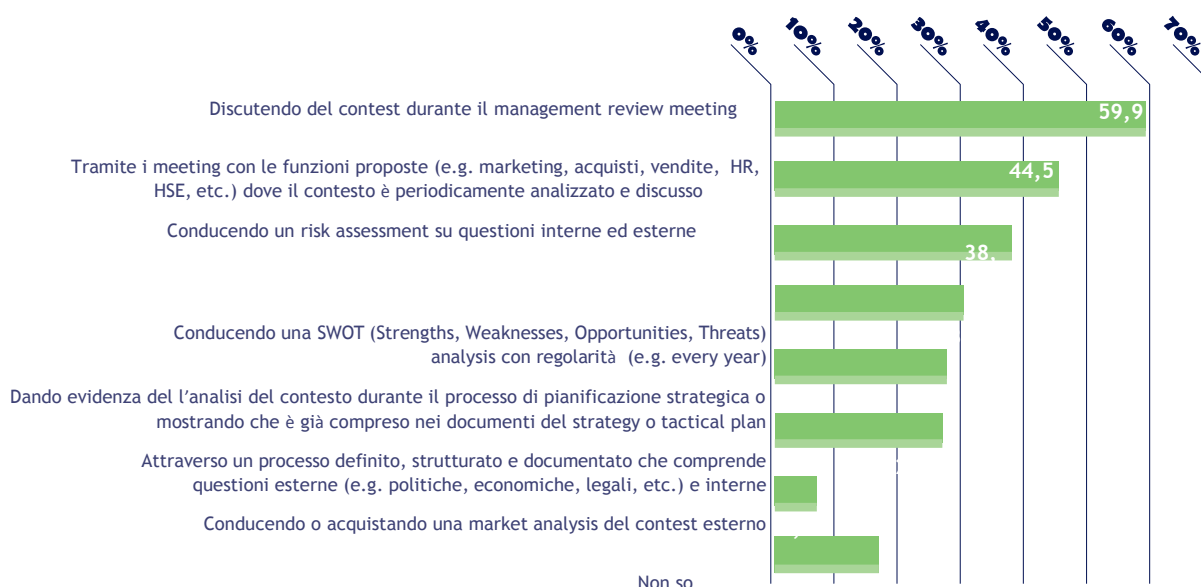 0% 10% 20% 30% 40% 50% 60% 70%
Discutendo del contest durante il management review meeting
59,9
Tramite i meeting con le funzioni proposte (e.g. marketing, acquisti, vendite, HR,
HSE, etc.) dove il contesto è periodicamente analizzato e discusso
44,5
Conducendo un risk assessment su questioni interne ed esterne
38,
Conducendo una SWOT (Strengths, Weaknesses, Opportunities, Threats)
analysis con regolarità (e.g. every year)
Dando evidenza del l'analisi del contesto durante il processo di pianificazione strategica o
mostrando che è già compreso nei documenti del strategy o tactical plan
Attraverso un processo definito, strutturato e documentato che comprende
questioni esterne (e.g. politiche, economiche, legali, etc.) e interne
Conducendo o acquistando una market analysis del contest esterno
Non so